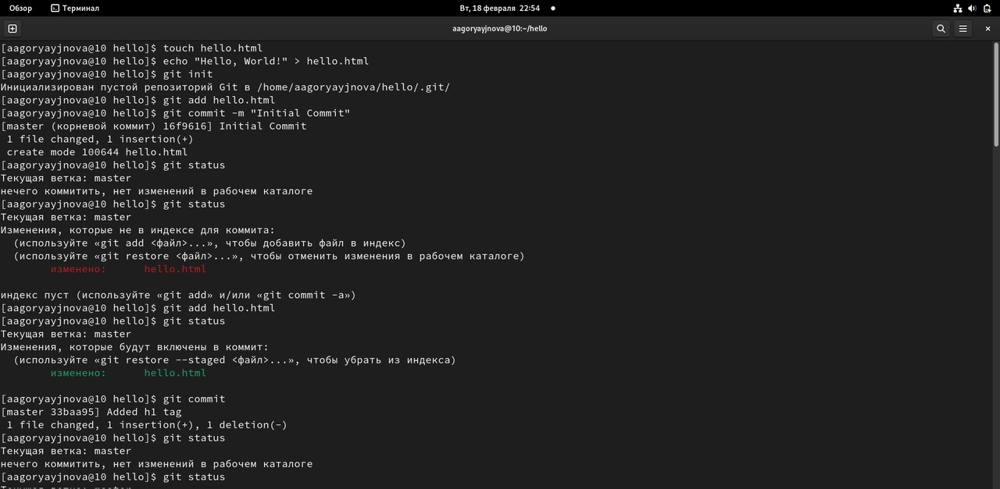 Обзор Терминал Вт, 18 февраля 22:54
aagoryayjnova@10:~/hello
[aagoryayjnova@10 hello]$ touch hello.html
[aagoryayjnova@10 hello]$ echo "Hello, World!" > hello.html
[aagoryayjnova@10 hello]$ git init
Инициализирован пустой репозиторий Git в /home/aagoryayjnova/hello/.git/
[aagoryayjnova@10 hello]$ git add hello.html
[aagoryayjnova@10 hello]$ git commit -m "Initial Commit"
[master (корневой коммит) 16f9616] Initial Commit
 1 file changed, 1 insertion(+)
 create mode 100644 hello.html
[aagoryayjnova@10 hello]$ git status
Текущая ветка: master
нечего коммитить, нет изменений в рабочем каталоге
[aagoryayjnova@10 hello]$ git status
Текущая ветка: master
Изменения, которые не в индексе для коммита:
  (используйте «git add <файл>...», чтобы добавить файл в индекс)
  (используйте «git restore <файл>...», чтобы отменить изменения в рабочем каталоге)
        изменено:      hello.html
индекс пуст (используйте «git add» и/или «git commit -a»)
[aagoryayjnova@10 hello]$ git add hello.html
[aagoryayjnova@10 hello]$ git status
Текущая ветка: master
Изменения, которые будут включены в коммит:
  (используйте «git restore --staged <файл>...», чтобы убрать из индекса)
        изменено:      hello.html
[aagoryayjnova@10 hello]$ git commit
[master 33baa95] Added h1 tag
 1 file changed, 1 insertion(+), 1 deletion(-)
[aagoryayjnova@10 hello]$ git status
Текущая ветка: master
нечего коммитить, нет изменений в рабочем каталоге
[aagoryayjnova@10 hello]$ git status